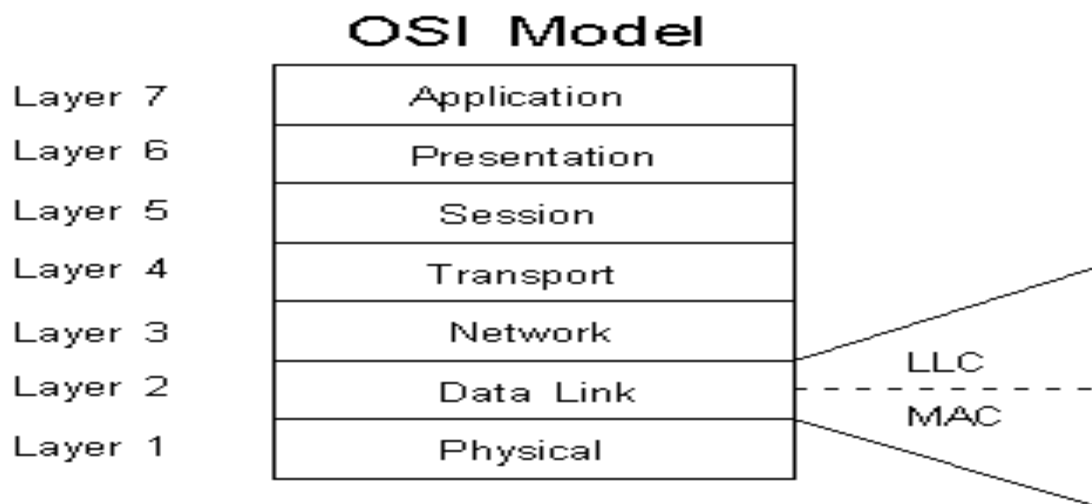 OSI Model
Layer 7 Application
Layer 6 Presentation
Layer 5 Session
Layer 4 Transport
Layer 3 Network
LLC
Layer 2 Data Link
MAC
Layer 1 Physical